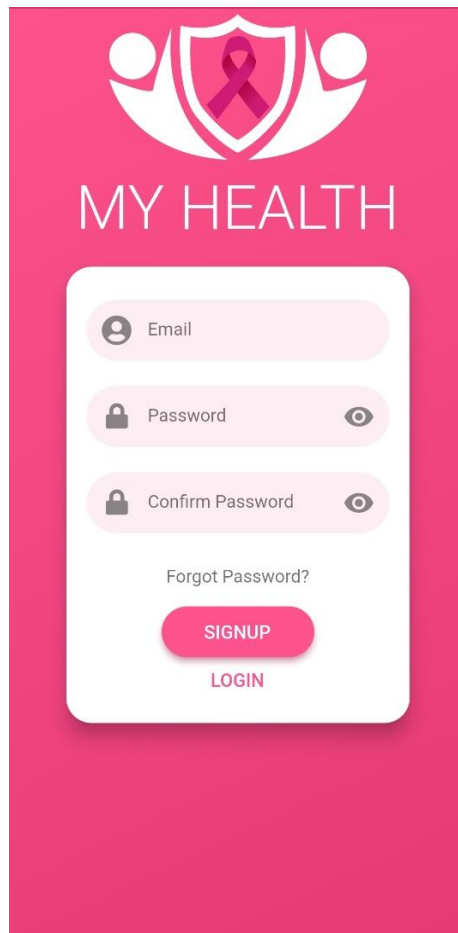 MY HEALTH
Email
Password
Confirm Password
Forgot Password?
SIGNUP
LOGIN